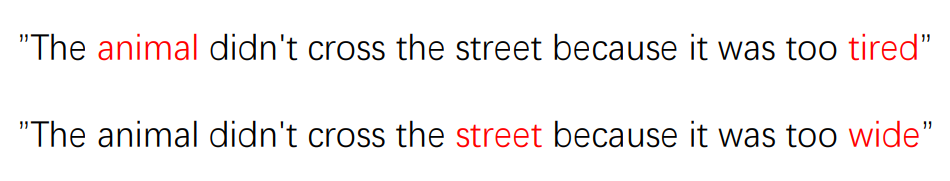 ”The animal didn't cross the street because it was too tired”
”The animal didn't cross the street because it was too wide”